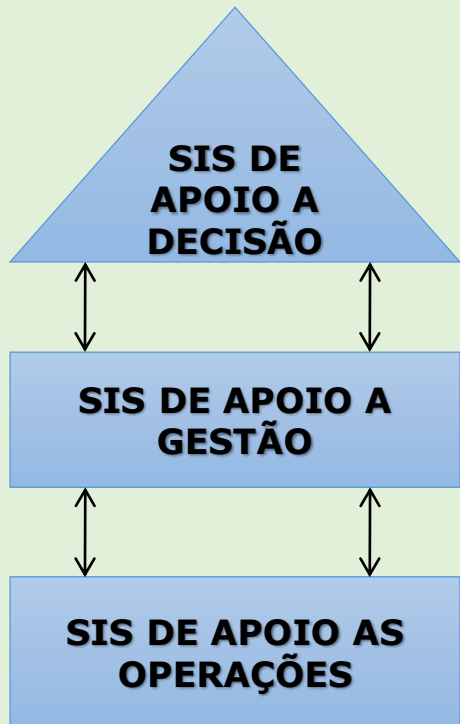 SIS DE
APOIO A
DECISÃO
SIS DE APOIO A
GESTÃO
SIS DE APOIO AS
OPERAÇÕES